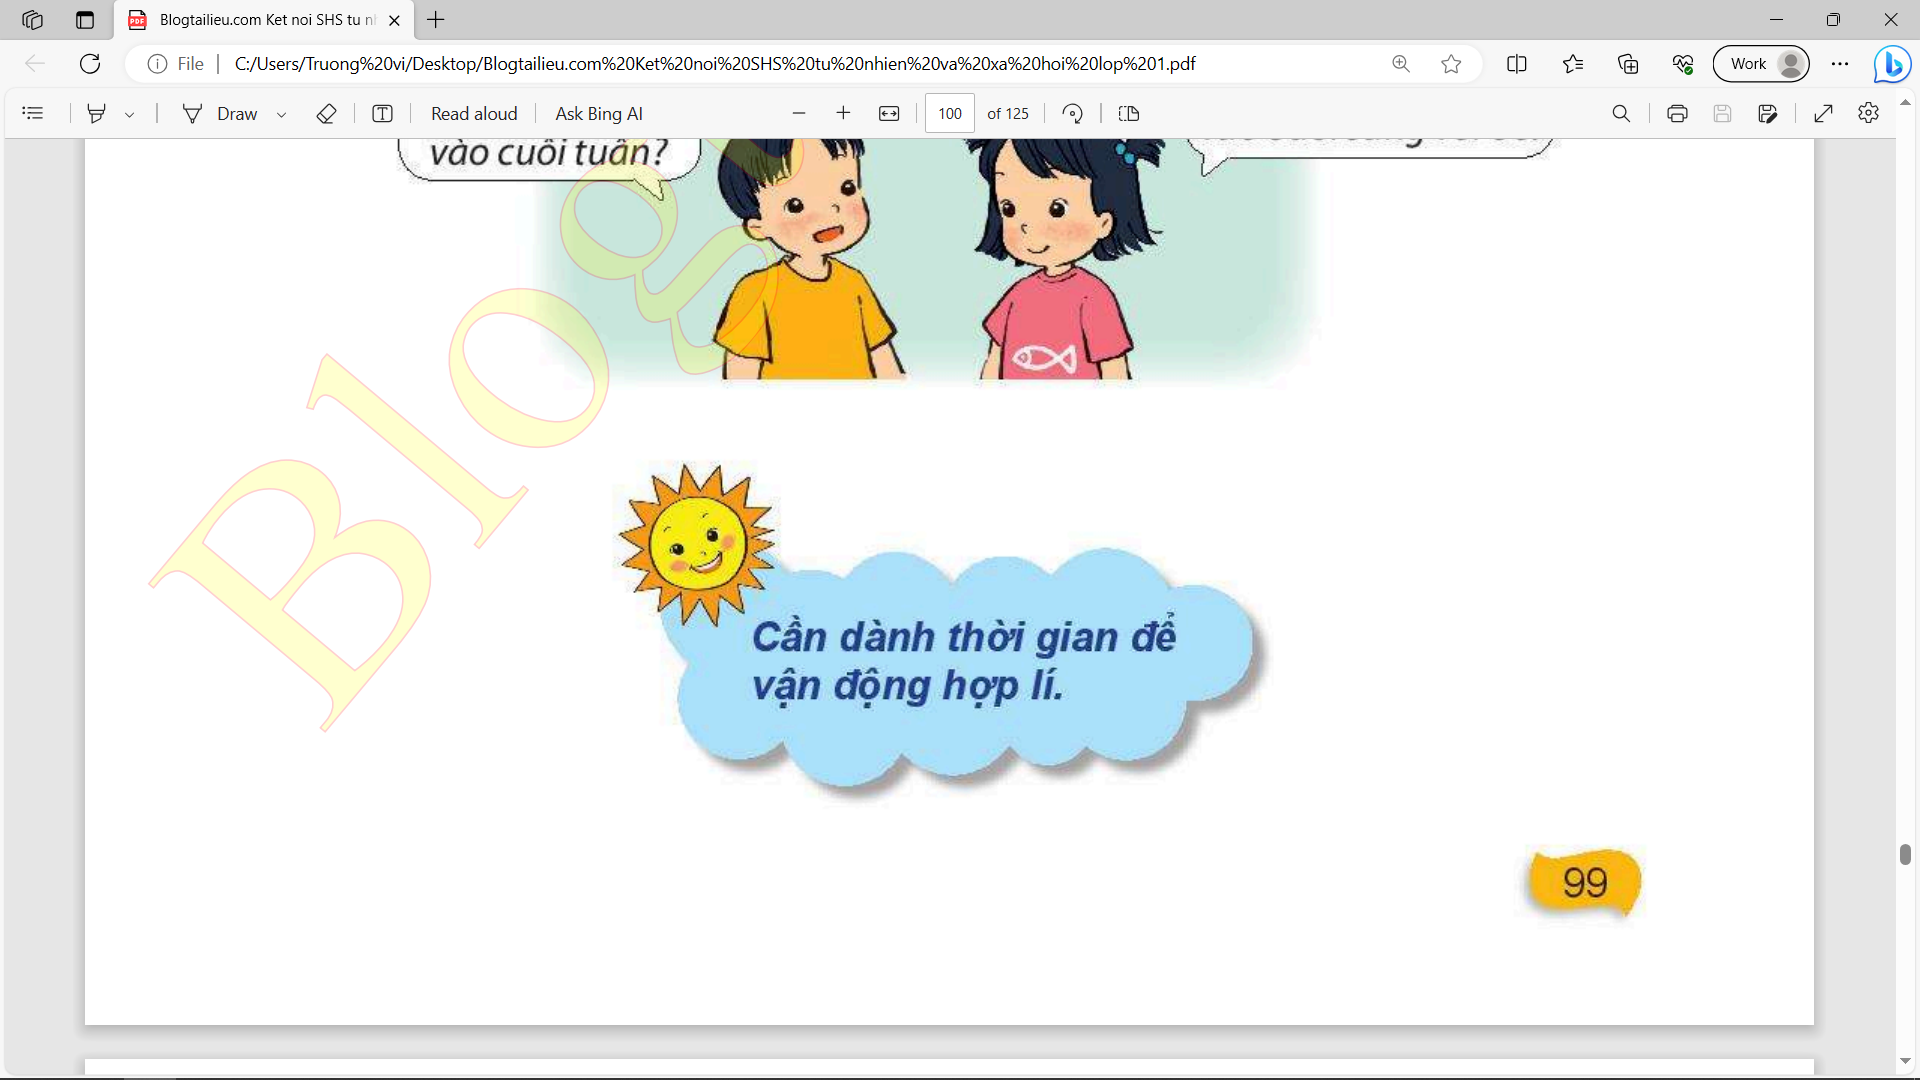 Blogtailieu.com Ket noi SHS tu n
File
C:/Users/Truong%20vi/Desktop/Blogtailieu.com%20Ket%20noi%20SHS%20tu%20nhien%20va%20xa%20hoi%20lop%201.pdf
Work
Draw
Read aloud
Ask Bing AI
100 of 125
vào cuối tuần?
Blog
Cần dành thời gian để
vận động hợp lí.
99